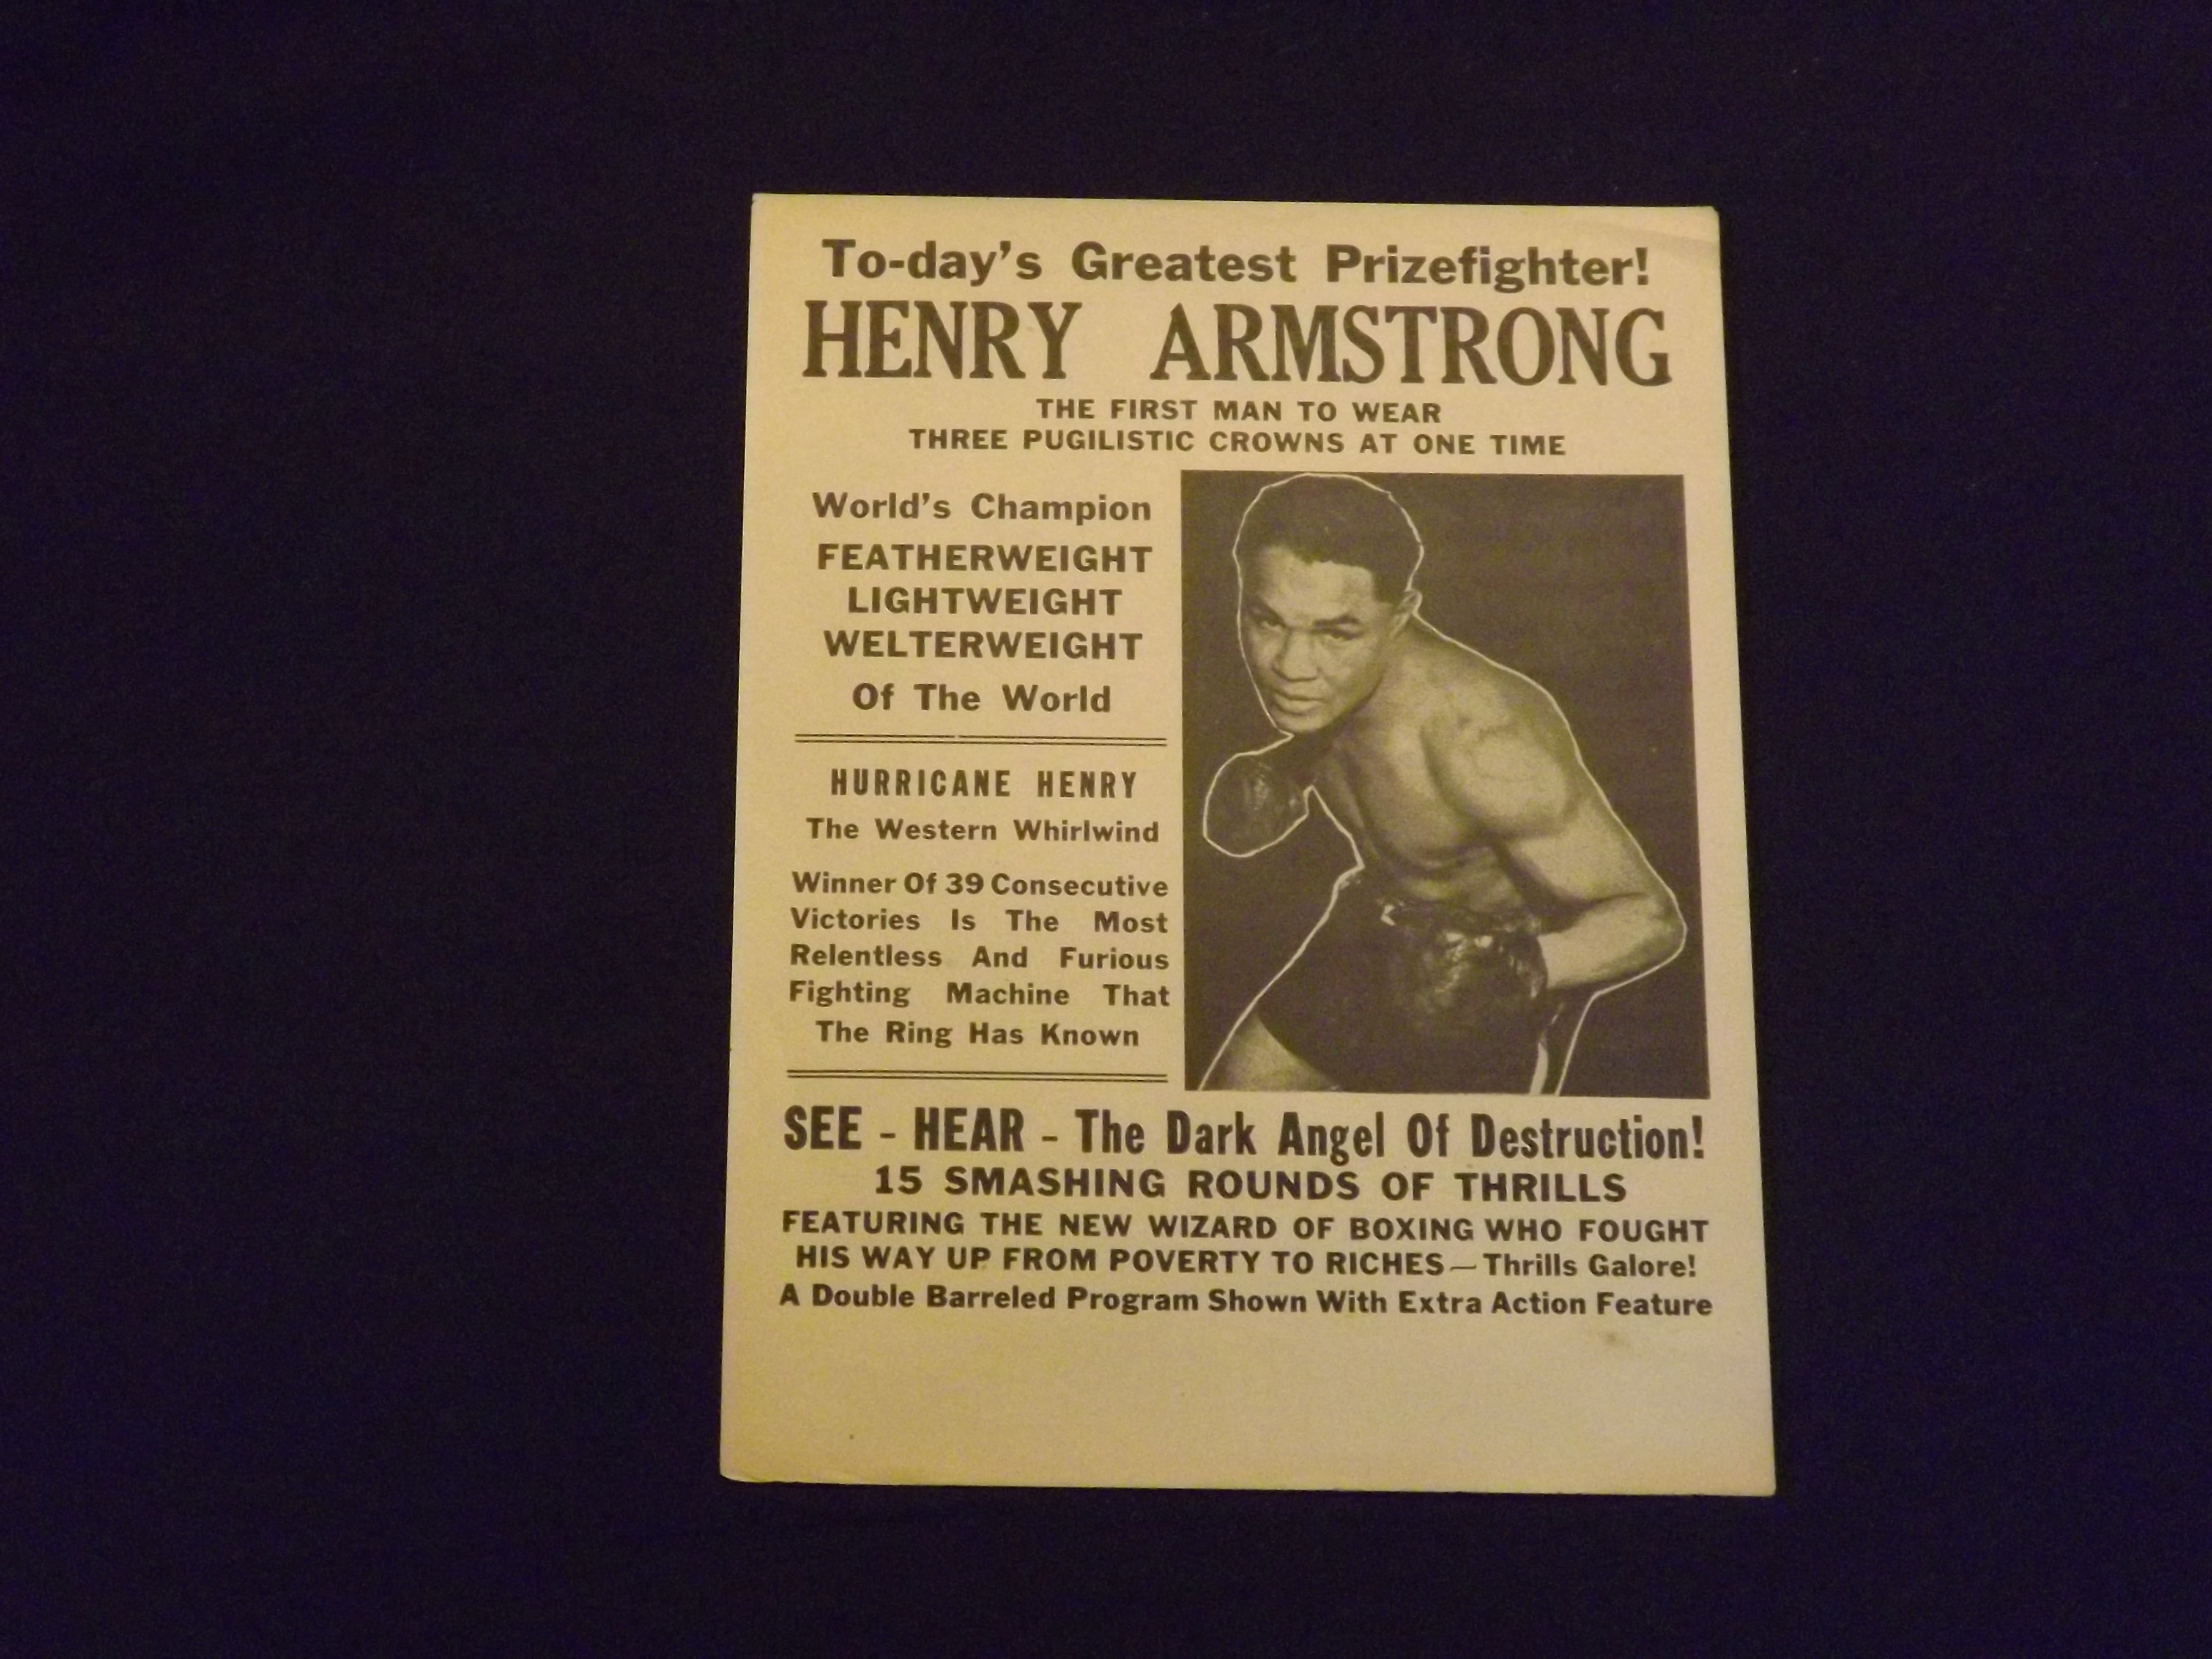 To-day's Greatest Prizefighter!
HENRY ARMSTRONG
THE FIRST MAN TO WEAR
THREE PUGILISTIC CROWNS AT ONE TIME
World's Champion
FEATHERWEIGHT
LIGHTWEIGHT
WELTERWEIGHT
Of The World
HURRICANE HENRY
The Western Whirlwind
Winner Of 39 Consecutive
Victories Is The Most
Relentless And Furious
Fighting Machine That
The Ring Has Known
SEE - HEAR - The Dark Angel Of Destruction!
15 SMASHING ROUNDS OF THRILLS
FEATURING THE NEW WIZARD OF BOXING WHO FOUGHT
HIS WAY UP FROM POVERTY TO RICHES—Thrills Galore!
A Double Barreled Program Shown With Extra Action Feature